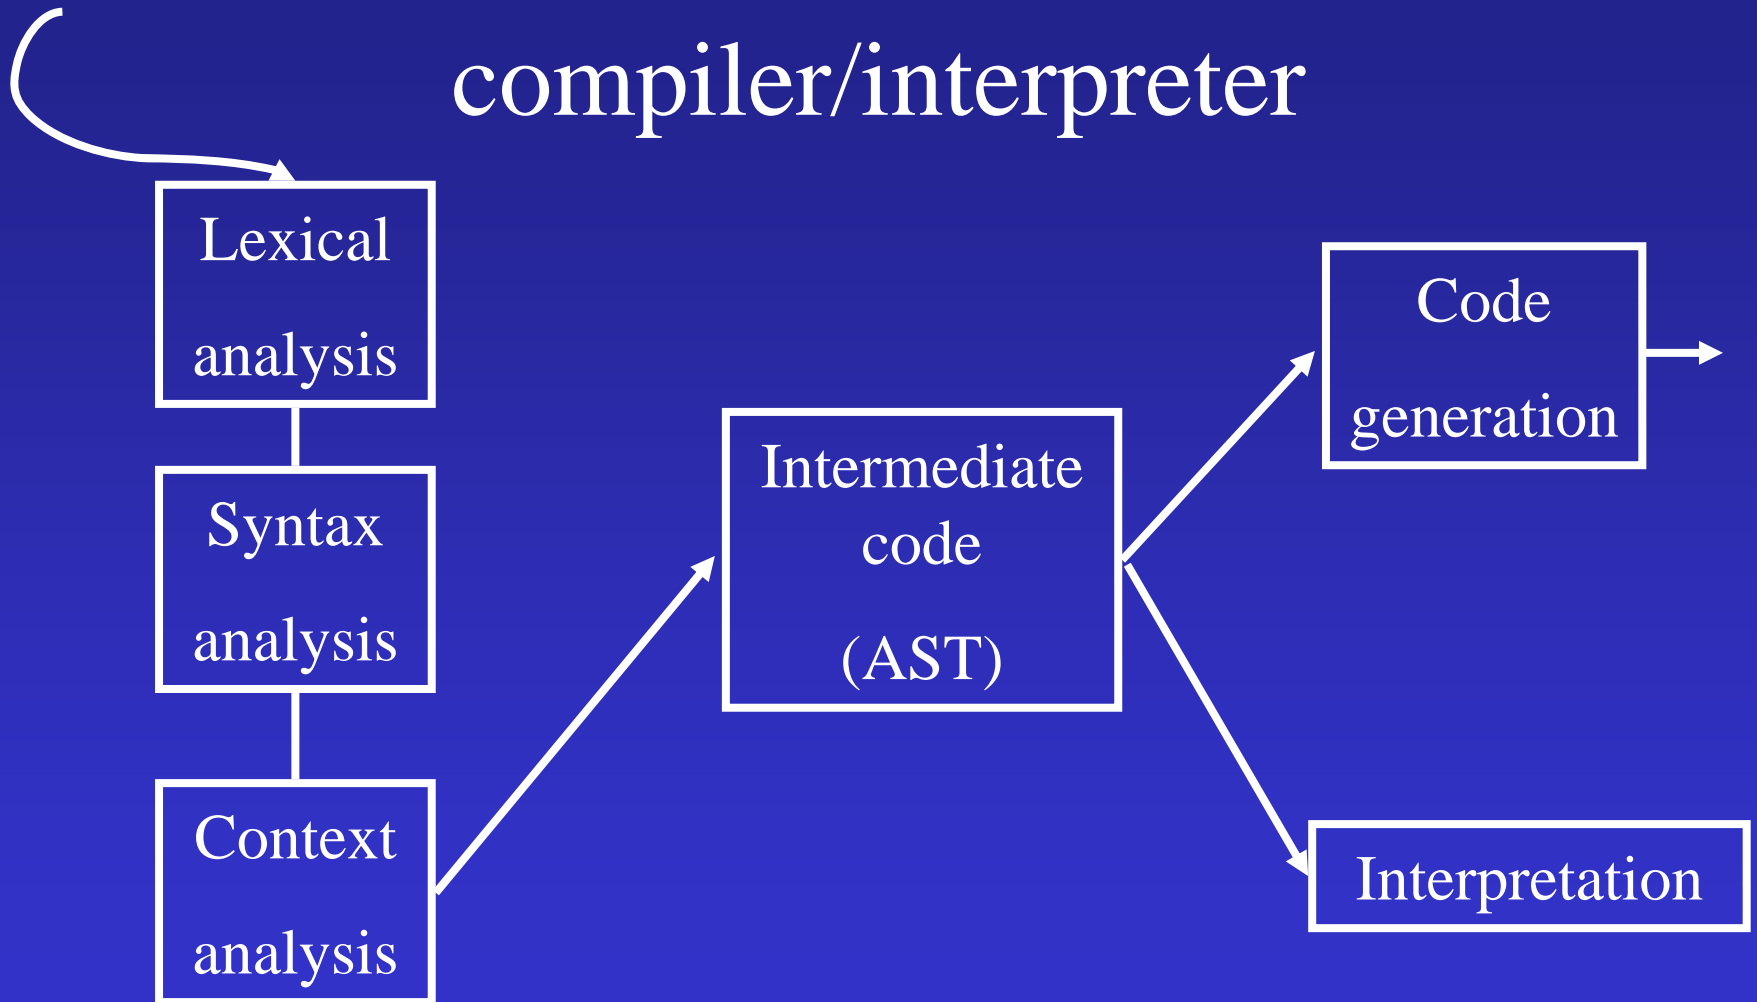 compiler/interpreter
Lexical
analysis
Syntax
analysis
Context
analysis
Intermediate
code
(AST)
Code
generation
Interpretation